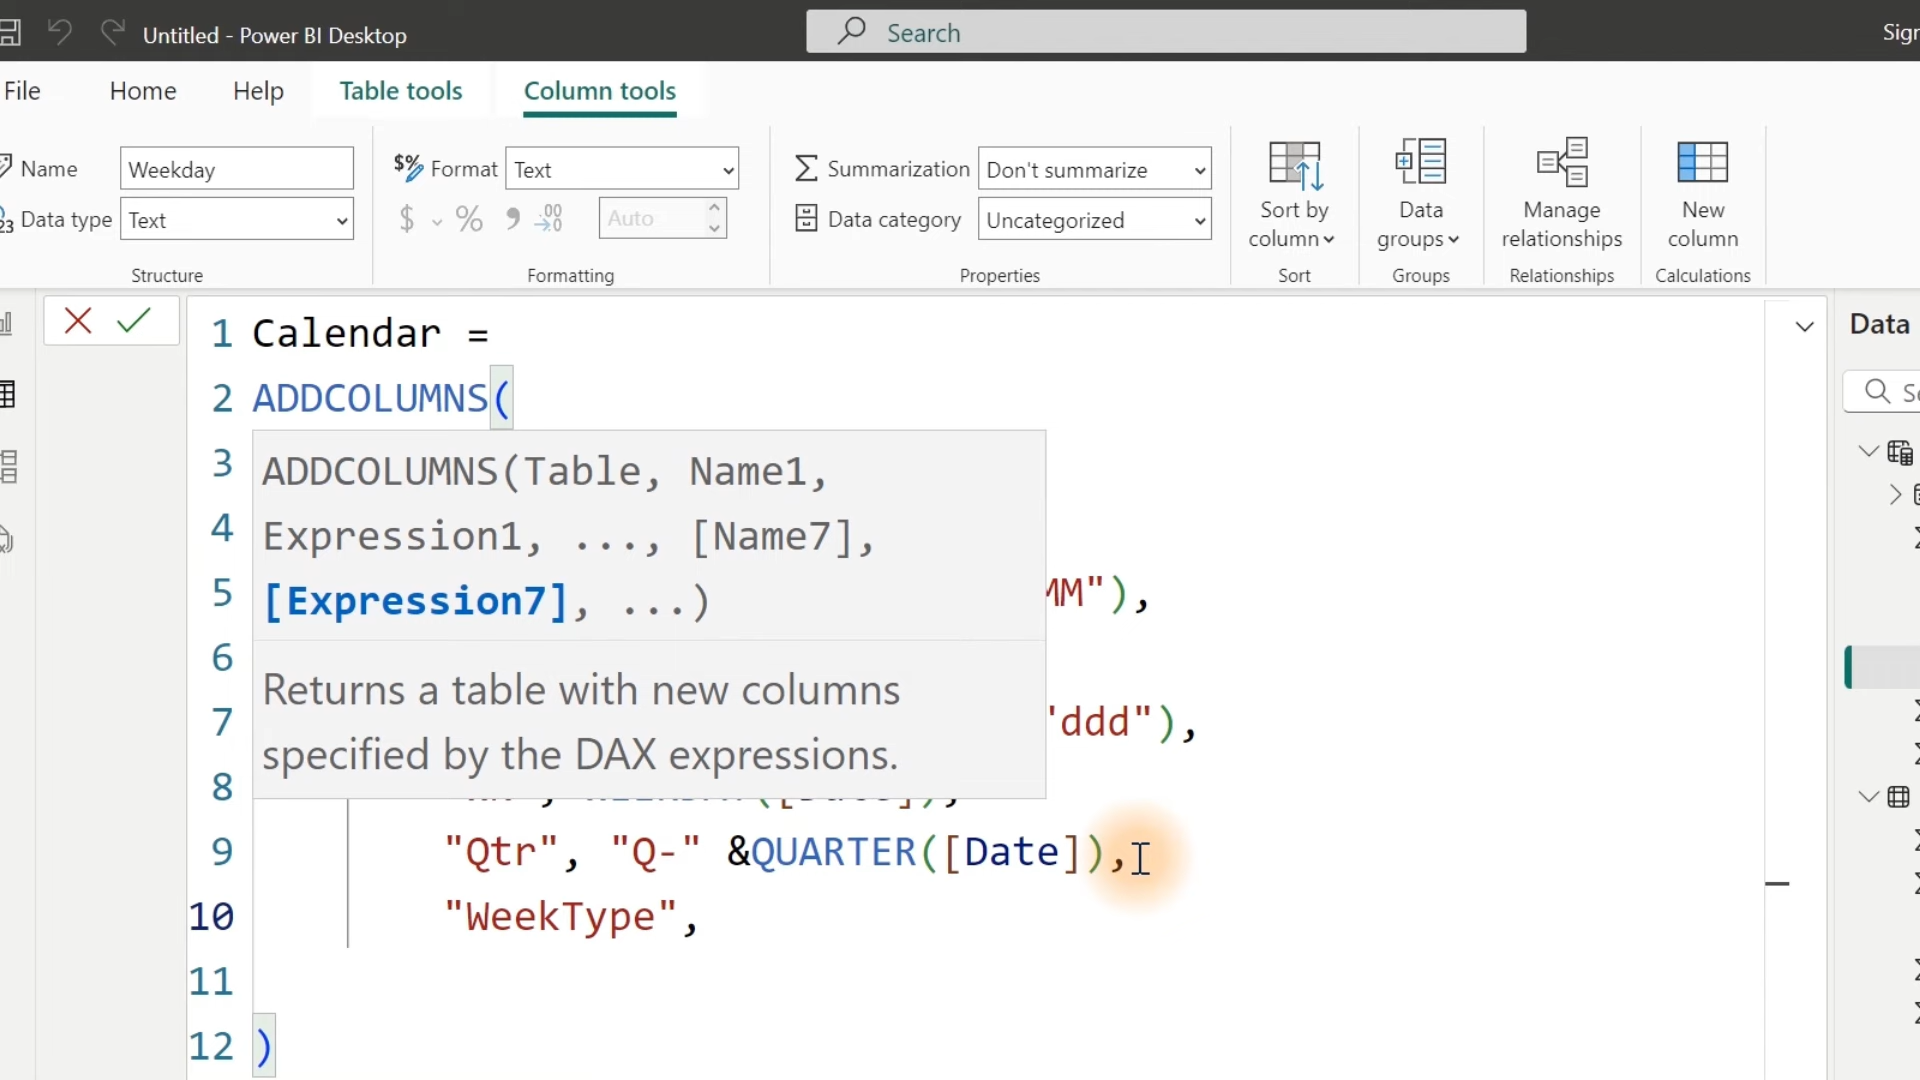 Untitled - Power BI Desktop
Search
File
Home
Help
Table tools
Column tools
Name
Weekday
Data type
Text
Structure
$% Format
Text
$ % 9 .00
Auto
Formatting
Summarization
Don't summarize
Data category
Uncategorized
Properties
Sort by
column
Sort
Data
groups
Groups
Manage
relationships
Relationships
New
column
Calculations
Data
1 Calendar =
2 ADDCOLUMNS(
3
ADDCOLUMNS(Table, Name1,
4
Expression1, ..., [Name7],
5
[Expression7], ...)
MM"),
6
Returns a table with new columns
7
ddd"),
specified by the DAX expressions.
8
9 "Qtr", "Q-" &QUARTER([Date]),
10 "WeekType",
11
12 )